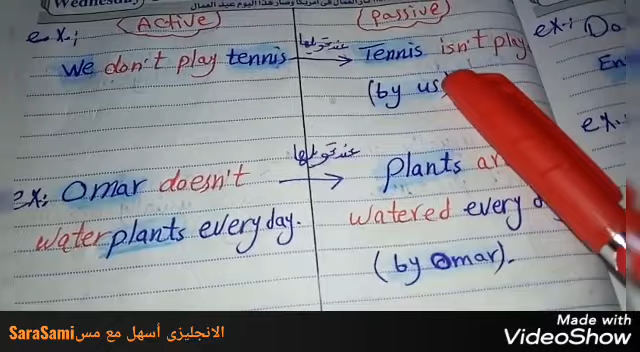 Wednesday
Active
Passive
ex:
ex: Do
We don't play tennis
عند تحويلها
Tennis isn't play
(by us)
En
ex:
Ex: Omar doesn't
عند تحويلها
plants ar
water plants every day.
watered every d
(by Omar).
الانجليزى أسهل مع مس SaraSami
Made with
VideoShow